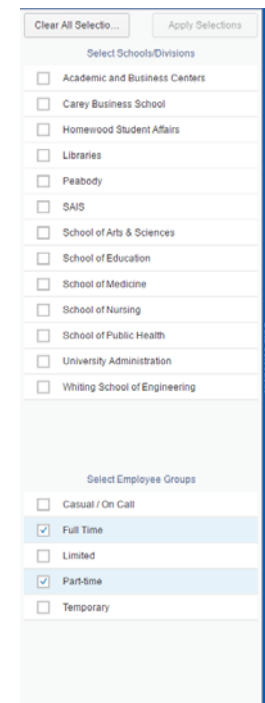 Clear All Selectio... Apply Selections
Select Schools/Divisions
Academic and Business Centers
Carey Business School
Homewood Student Affairs
Libraries
Peabody
SAIS
School of Arts & Sciences
School of Education
School of Medicine
School of Nursing
School of Public Health
University Administration
Whiting School of Engineering
Select Employee Groups
Casual / On Call
Full Time
Limited
Part-time
Temporary